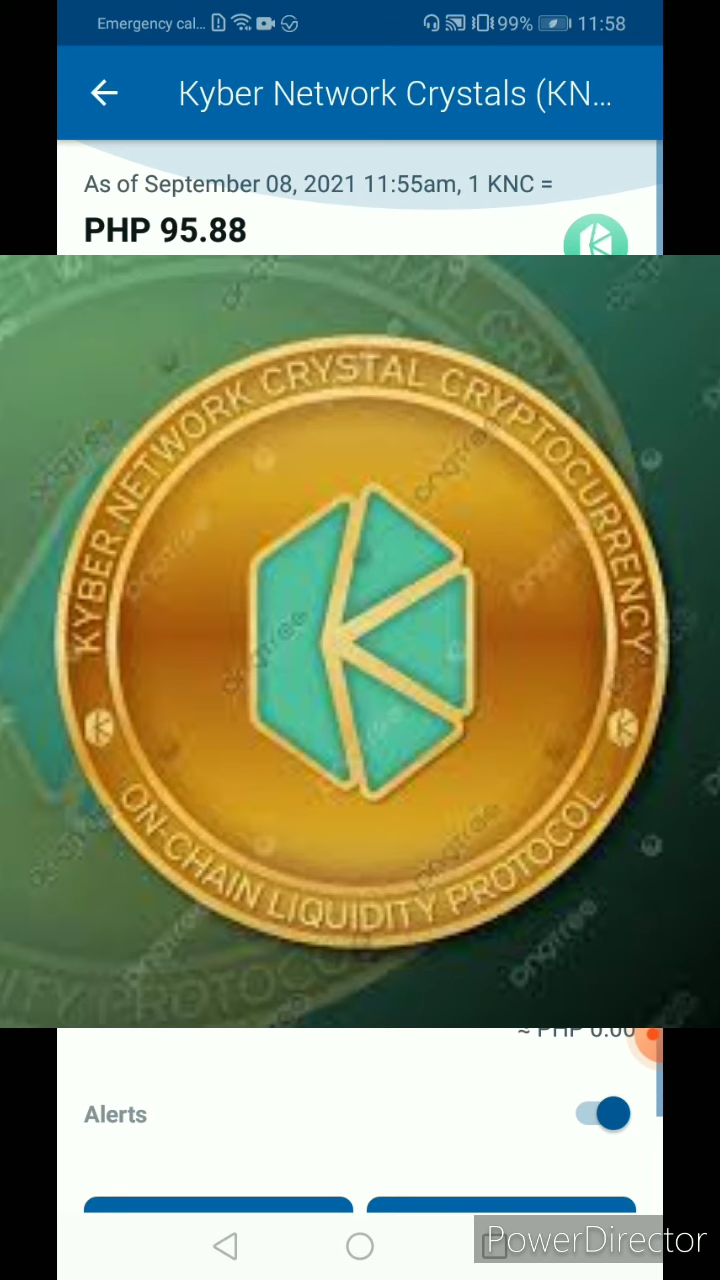 Emergency cal... 99% 11:58
Kyber Network Crystals (KN...
As of September 08, 2021 11:55am, 1 KNC =
PHP 95.88
KYBER NETWORK CRYSTAL CRYPTOCURRENCY
ON-CHAIN LIQUIDITY PROTOCOL
≈ PHP 0.00
Alerts
PowerDirector